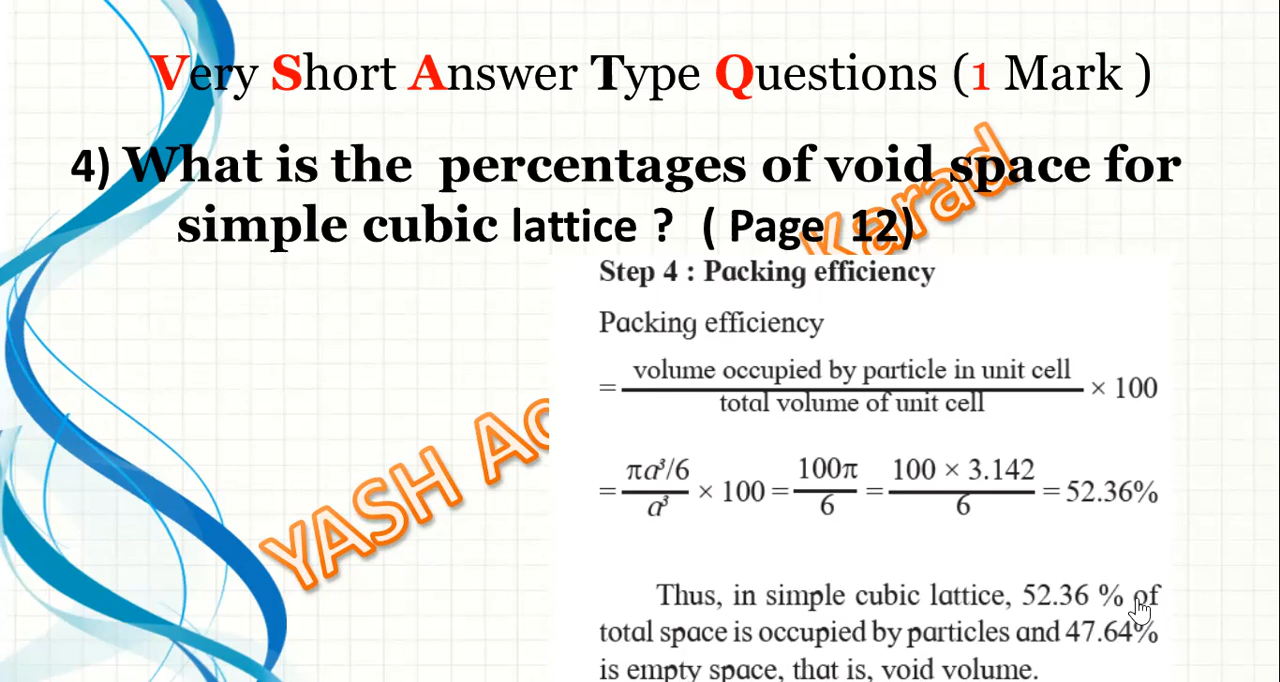 Very Short Answer Type Questions (1 Mark )
4) What is the percentages of void space for
simple cubic lattice ? ( Page 12)
Karad
YASH Ac
Step 4 : Packing efficiency
Packing efficiency
= volume occupied by particle in unit cell / total volume of unit cell × 100
= πa³/6 / a³ × 100 = 100π / 6 = 100 × 3.142 / 6 = 52.36%
Thus, in simple cubic lattice, 52.36 % of
total space is occupied by particles and 47.64%
is empty space, that is, void volume.